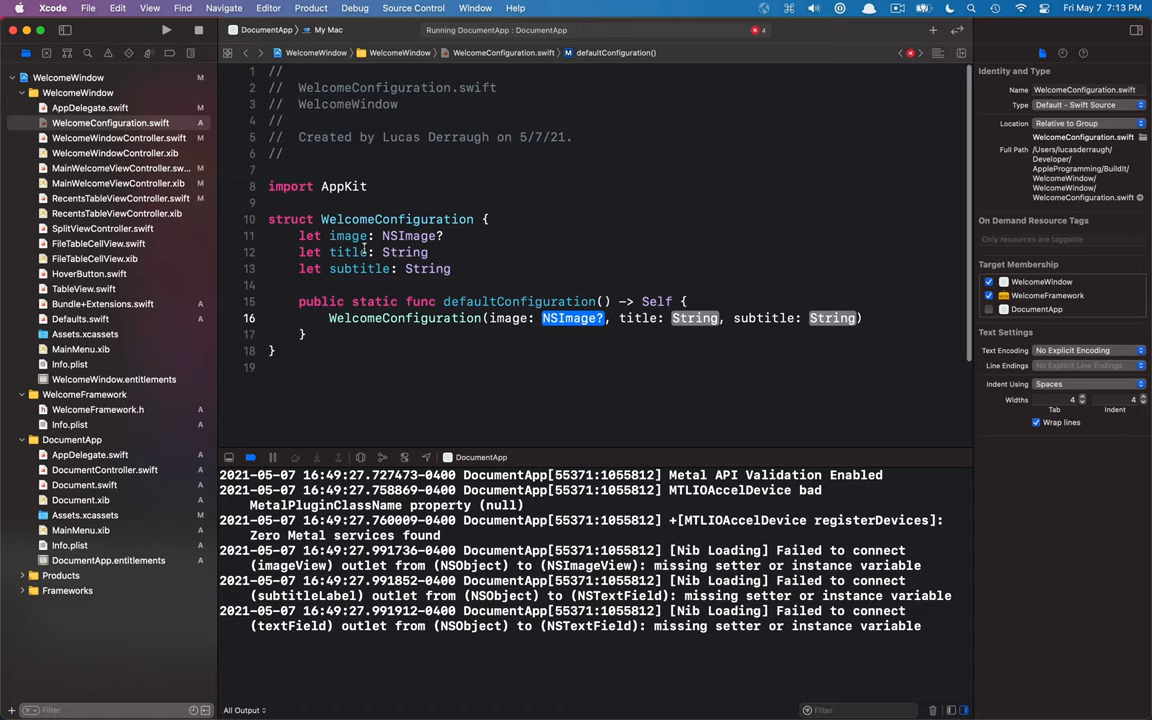 Xcode File Edit View Find Navigate Editor Product Debug Source Control Window Help Fri May 7 7:13 PM
DocumentApp My Mac Running DocumentApp : DocumentApp 4
WelcomeWindow WelcomeWindow WelcomeConfiguration.swift M defaultConfiguration()
WelcomeWindow M
WelcomeWindow
AppDelegate.swift M
WelcomeConfiguration.swift A
WelcomeWindowController.swift M
WelcomeWindowController.xib
MainWelcomeViewController.sw... M
MainWelcomeViewController.xib M
RecentsTableViewController.swift M
RecentsTableViewController.xib
SplitViewController.swift
FileTableCellView.swift
FileTableCellView.xib
HoverButton.swift
TableView.swift
Bundle+Extensions.swift A
Defaults.swift A
Assets.xcassets
MainMenu.xib
Info.plist
WelcomeWindow.entitlements
WelcomeFramework
WelcomeFramework.h A
Info.plist A
DocumentApp
AppDelegate.swift A
DocumentController.swift A
Document.swift A
Document.xib A
Assets.xcassets A
MainMenu.xib A
Info.plist A
DocumentApp.entitlements A
Products
Frameworks
Filter
1 //
2 //  WelcomeConfiguration.swift
3 //  WelcomeWindow
4 //
5 //  Created by Lucas Derraugh on 5/7/21.
6 //
7
8 import AppKit
9
10 struct WelcomeConfiguration {
11 let image: NSImage?
12 let title: String
13 let subtitle: String
14
15 public static func defaultConfiguration() -> Self {
16 WelcomeConfiguration(image: NSImage?, title: String, subtitle: String)
17 }
18 }
19
DocumentApp
2021-05-07 16:49:27.727473-0400 DocumentApp[55371:1055812] Metal API Validation Enabled
2021-05-07 16:49:27.758869-0400 DocumentApp[55371:1055812] MTLIOAccelDevice bad
MetalPluginClassName property (null)
2021-05-07 16:49:27.760009-0400 DocumentApp[55371:1055812] +[MTLIOAccelDevice registerDevices]:
Zero Metal services found
2021-05-07 16:49:27.991736-0400 DocumentApp[55371:1055812] [Nib Loading] Failed to connect
(imageView) outlet from (NSObject) to (NSImageView): missing setter or instance variable
2021-05-07 16:49:27.991852-0400 DocumentApp[55371:1055812] [Nib Loading] Failed to connect
(subtitleLabel) outlet from (NSObject) to (NSTextField): missing setter or instance variable
2021-05-07 16:49:27.991912-0400 DocumentApp[55371:1055812] [Nib Loading] Failed to connect
(textField) outlet from (NSObject) to (NSTextField): missing setter or instance variable
All Output Filter
Identity and Type
Name WelcomeConfiguration.swift
Type Default - Swift Source
Location Relative to Group
WelcomeConfiguration.swift
Full Path /Users/lucasderraugh/
Developer/
AppleProgramming/BuildIt/
WelcomeWindow/
WelcomeWindow/
WelcomeConfiguration.swift
On Demand Resource Tags
Only resources are taggable
Target Membership
WelcomeWindow
WelcomeFramework
DocumentApp
Text Settings
Text Encoding No Explicit Encoding
Line Endings No Explicit Line Endings
Indent Using Spaces
Widths 4 4
Tab Indent
Wrap lines